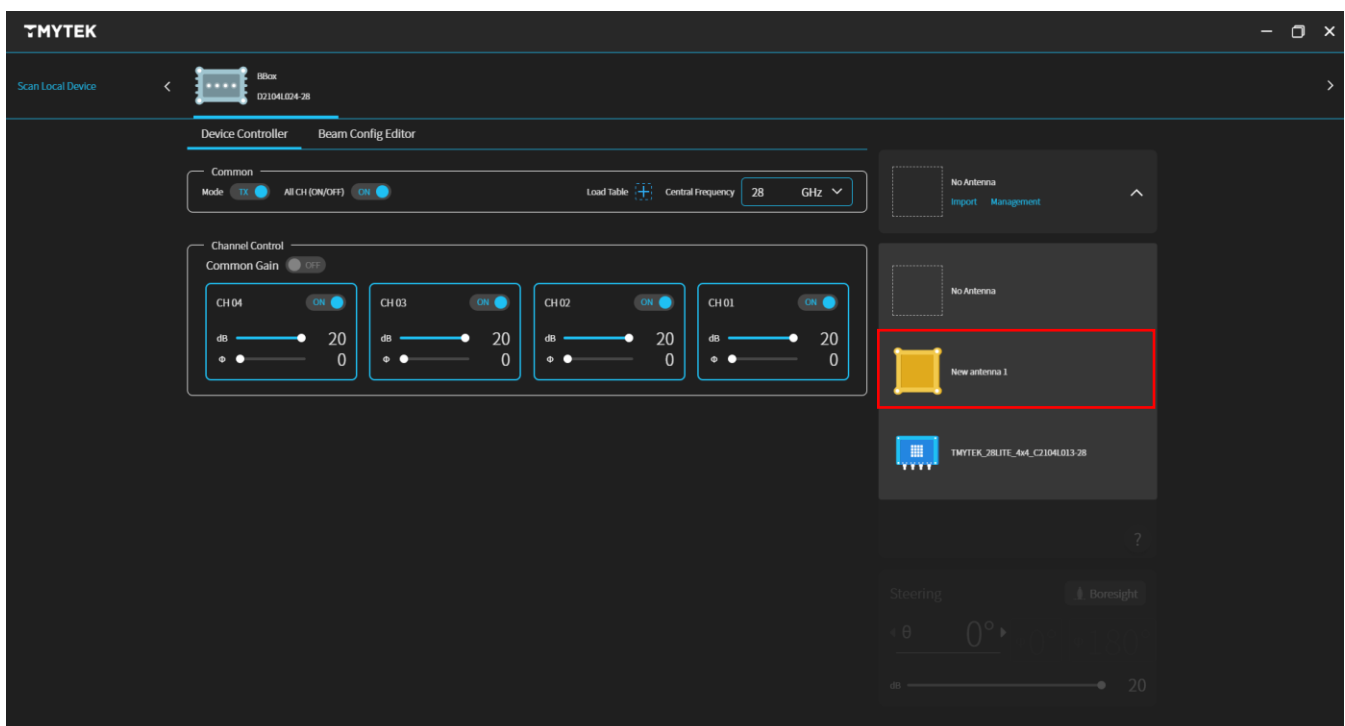 TMYTEK
Scan Local Device
BBox
D2104L024-28
Device Controller Beam Config Editor
Common
Mode TX All CH (ON/OFF) ON Load Table Central Frequency 28 GHz
Channel Control
Common Gain OFF
CH 04 ON
dB 20
Φ 0
CH 03 ON
dB 20
Φ 0
CH 02 ON
dB 20
Φ 0
CH 01 ON
dB 20
Φ 0
No Antenna
Import Management
No Antenna
New antenna 1
TMYTEK_28LITE_4x4_C2104L013-28
?
Steering Boresight
θ 0°
dB 20